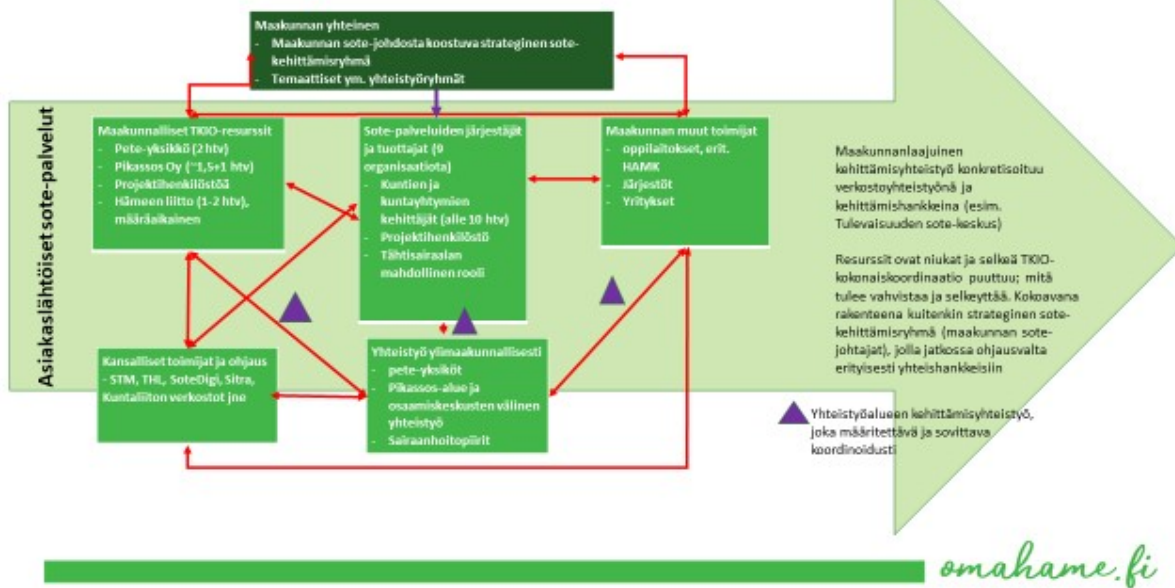 Maakunnan yhteinen
- Maakunnan sote-johdosta koostuva strateginen sote-
kehittämisryhmä
- Temaattiset ym. yhteistyöryhmät
Asiakaslähtöiset sote-palvelut
Maakunnalliset TKIO-resurssit
- Pete-yksikkö (2 htv)
- Pikassos Oy (~1,5+1 htv)
- Projektihenkilöstöä
- Hämeen liitto (1-2 htv),
määräaikainen
Sote-palveluiden järjestäjät
ja tuottajat (9
organisaatiota)
- Kuntien ja
kuntayhtymien
kehittäjät (alle 10 htv)
- Projektihenkilöstö
- Tähtisairaalan
mahdollinen rooli
Maakunnan muut toimijat
- oppilaitokset, erit.
HAMK
- Järjestöt
- Yritykset
Kansalliset toimijat ja ohjaus
- STM, THL, SoteDigi, Sitra,
Kuntaliiton verkostot jne
Yhteistyö ylimaakunnallisesti
- pete-yksiköt
- Pikassos-alue ja
osaamiskeskusten välinen
yhteistyö
- Sairaanhoitopiirit
Maakunnanlaajuinen
kehittämisyhteistyö konkretisoituu
verkostoyhteistyönä ja
kehittämishankkeina (esim.
Tulevaisuuden sote-keskus)
Resurssit ovat niukat ja selkeä TKIO-
kokonaiskoordinaatio puuttuu; mitä
tulee vahvistaa ja selkeyttää. Kokoavana
rakenteena kuitenkin strateginen sote-
kehittämisryhmä (maakunnan sote-
johtajat), jolla jatkossa ohjausvalta
erityisesti yhteishankkeisiin
Yhteistyöalueen kehittämisyhteistyö,
joka määritettävä ja sovittava
koordinoidusti
omahame.fi